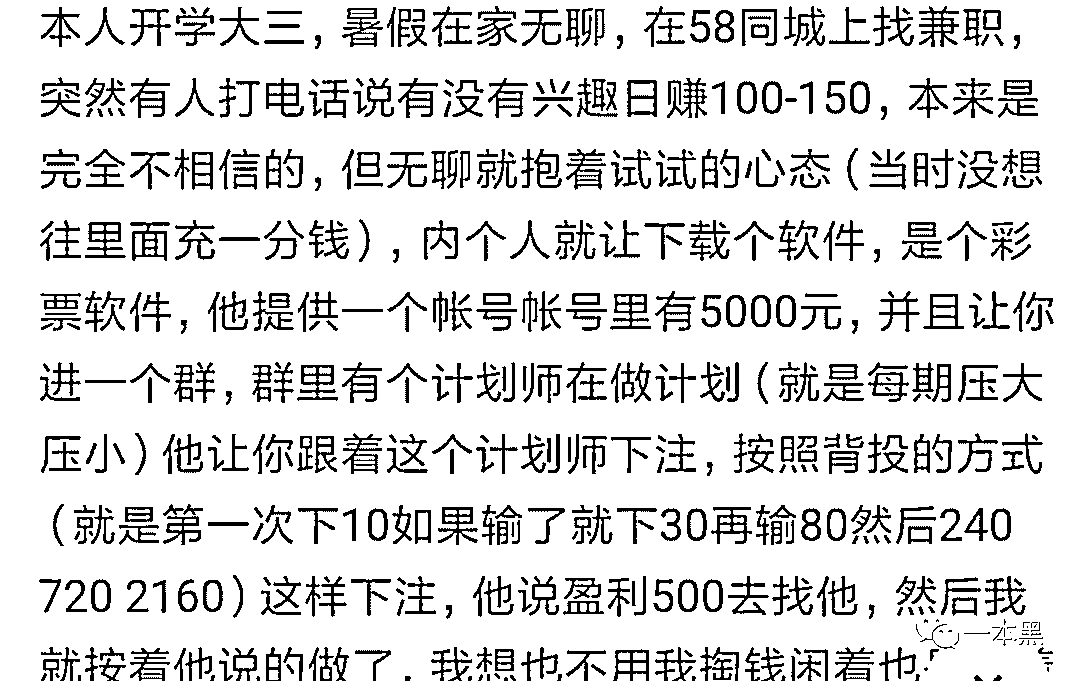 本人开学大三，暑假在家无聊，在58同城上找兼职，
突然有人打电话说有没有兴趣日赚100-150，本来是
完全不相信的，但无聊就抱着试试的心态（当时没想
往里面充一分钱），内个人就让下载个软件，是个彩
票软件，他提供一个帐号帐号里有5000元，并且让你
进一个群，群里有个计划师在做计划（就是每期压大
压小）他让你跟着这个计划师下注，按照背投的方式
（就是第一次下10如果输了就下30再输80然后240
720 2160）这样下注，他说盈利500去找他，然后我
就按着他说的做了，我想也不用我掏钱闲着也
一本黑